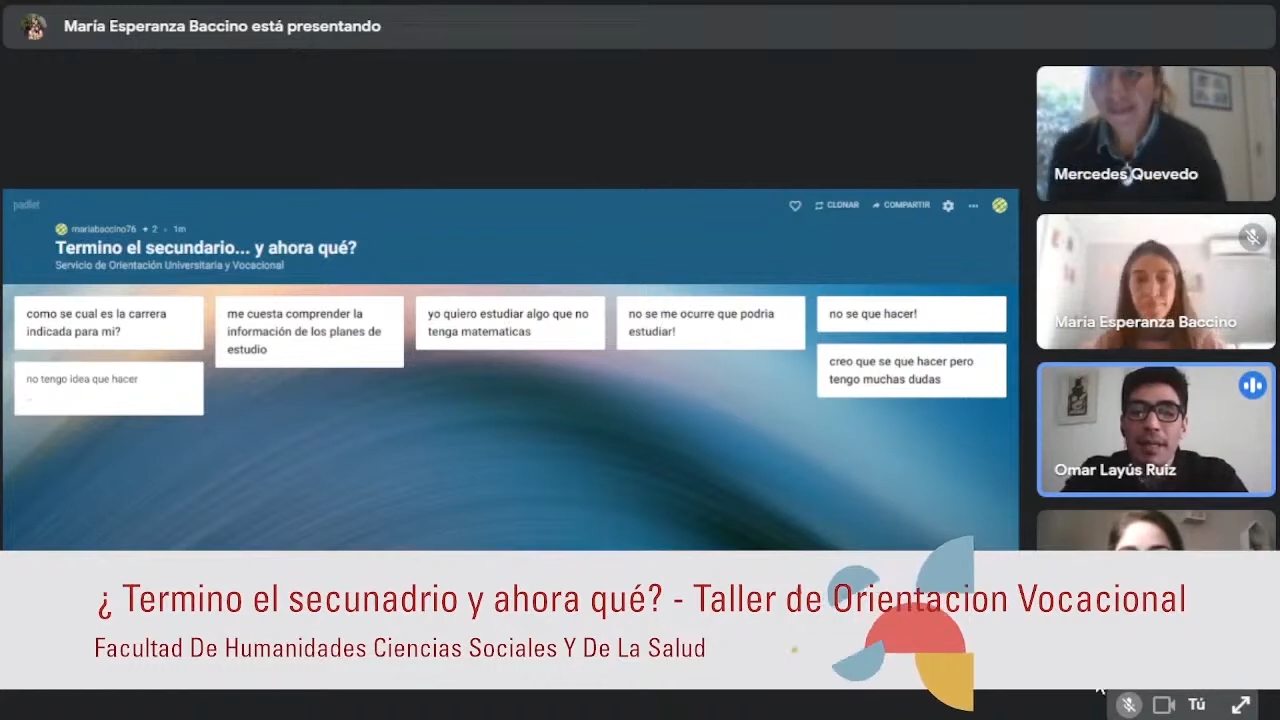 María Esperanza Baccino está presentando
Mercedes Quevedo
padlet
CLONAR
COMPARTIR
mariabaccino76 + 2 · 1m
Termino el secundario... y ahora qué?
Servicio de Orientación Universitaria y Vocacional
como se cual es la carrera
indicada para mi?
no tengo idea que hacer
me cuesta comprender la
información de los planes de
estudio
yo quiero estudiar algo que no
tenga matematicas
no se me ocurre que podria
estudiar!
no se que hacer!
creo que se que hacer pero
tengo muchas dudas
María Esperanza Baccino
Omar Layús Ruíz
¿ Termino el secunadrio y ahora qué? - Taller de Orientacion Vocacional
Facultad De Humanidades Ciencias Sociales Y De La Salud
Tú